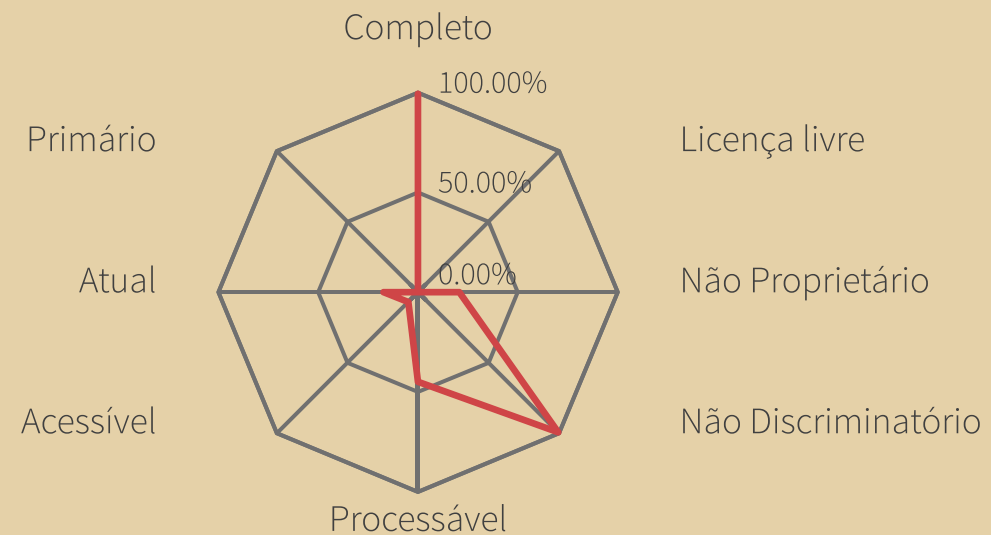 Completo
100.00%
Primário
Licença livre
50.00%
Atual
0.00%
Não Proprietário
Acessível
Não Discriminatório
Processável